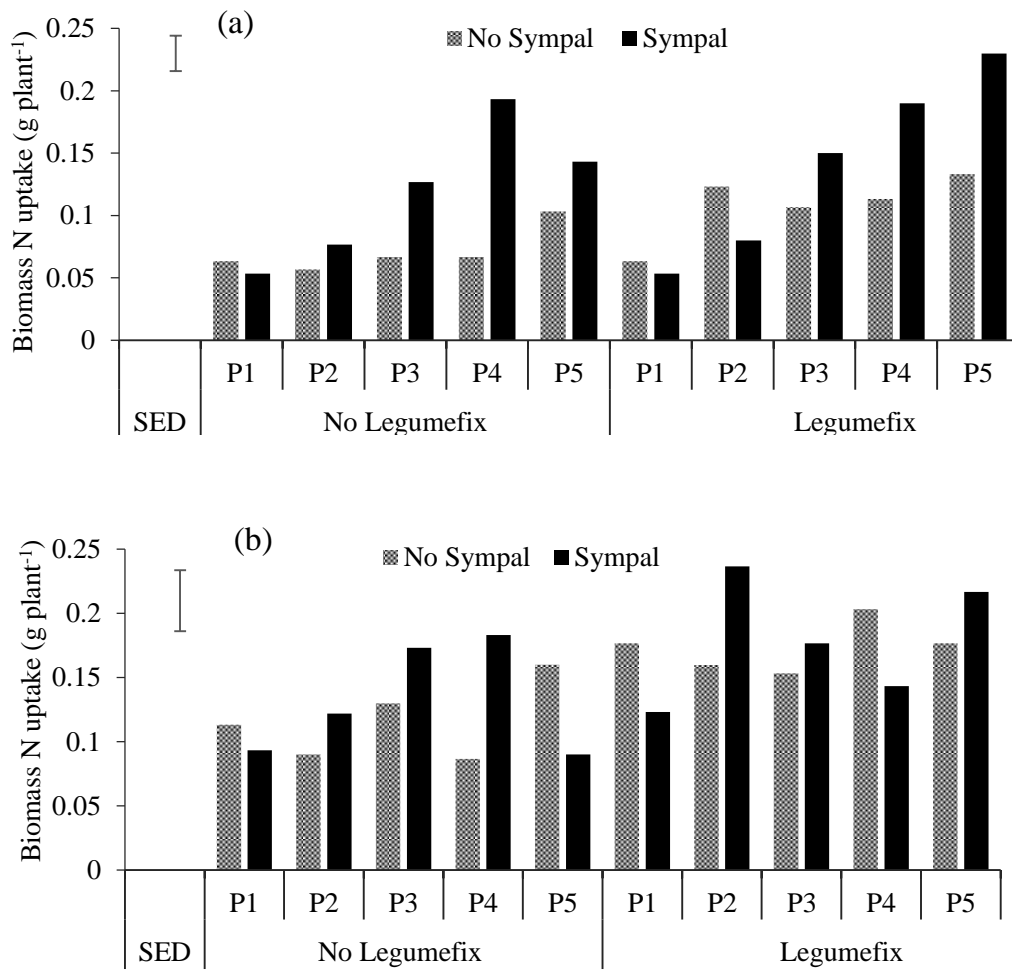 (a)
No Sympal Sympal
Biomass N uptake (g plant⁻¹)
0.25
0.2
0.15
0.1
0.05
0
P1 P2 P3 P4 P5 P1 P2 P3 P4 P5
SED No Legumefix Legumefix
(b)
No Sympal Sympal
Biomass N uptake (g plant⁻¹)
0.25
0.2
0.15
0.1
0.05
0
P1 P2 P3 P4 P5 P1 P2 P3 P4 P5
SED No Legumefix Legumefix